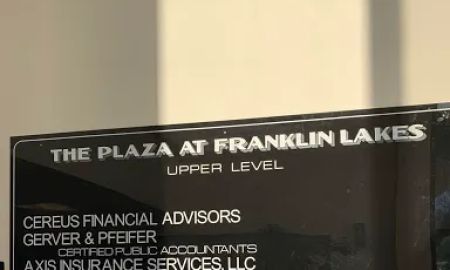 THE PLAZA AT FRANKLIN LAKES
UPPER LEVEL
CEREUS FINANCIAL ADVISORS
GERVER & PFEIFER
CERTIFIED PUBLIC ACCOUNTANTS
AXIS INSURANCE SERVICES, LLC